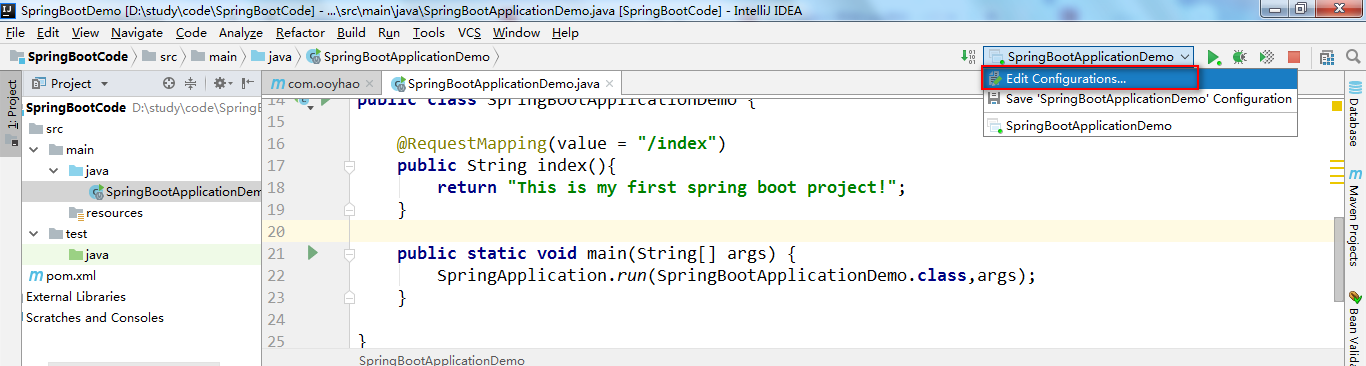 SpringBootDemo [D:\study\code\SpringBootCode] - ...\src\main\java\SpringBootApplicationDemo.java [SpringBootCode] - IntelliJ IDEA
File Edit View Navigate Code Analyze Refactor Build Run Tools VCS Window Help
SpringBootCode src main java SpringBootApplicationDemo
SpringBootApplicationDemo
Edit Configurations...
Save 'SpringBootApplicationDemo' Configuration
SpringBootApplicationDemo
1: Project
Project
SpringBootCode D:\study\code\Spring
src
main
java
SpringBootApplicationDem
resources
test
java
pom.xml
External Libraries
Scratches and Consoles
com.ooyhao
SpringBootApplicationDemo.java
14 public class SpringBootApplicationDemo {
15
16 @RequestMapping(value = "/index")
17 public String index(){
18 return "This is my first spring boot project!";
19 }
20
21 public static void main(String[] args) {
22 SpringApplication.run(SpringBootApplicationDemo.class,args);
23 }
24
25 }
SpringBootApplicationDemo
Database
Maven Projects
Bean Valida